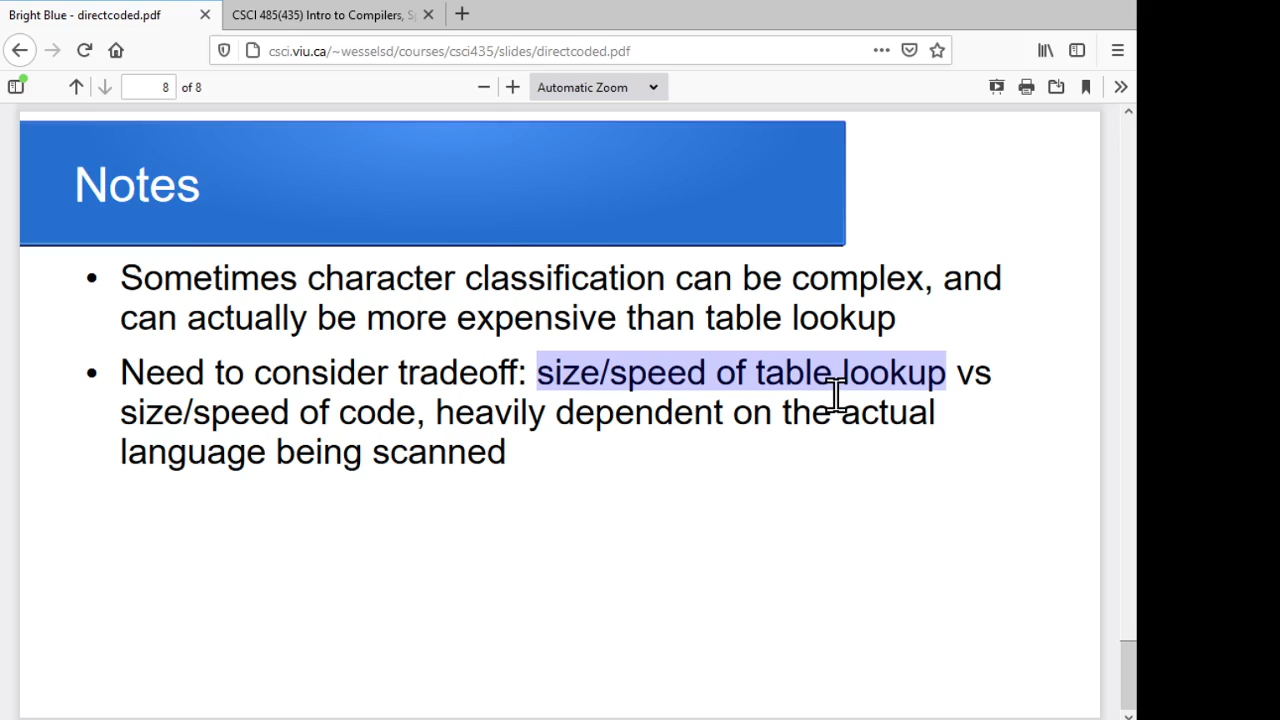 Bright Blue - directcoded.pdf
CSCI 485(435) Intro to Compilers, S
csci.viu.ca/~wesselsd/courses/csci435/slides/directcoded.pdf
8 of 8
Automatic Zoom
Notes
• Sometimes character classification can be complex, and
can actually be more expensive than table lookup
• Need to consider tradeoff: size/speed of table lookup vs
size/speed of code, heavily dependent on the actual
language being scanned